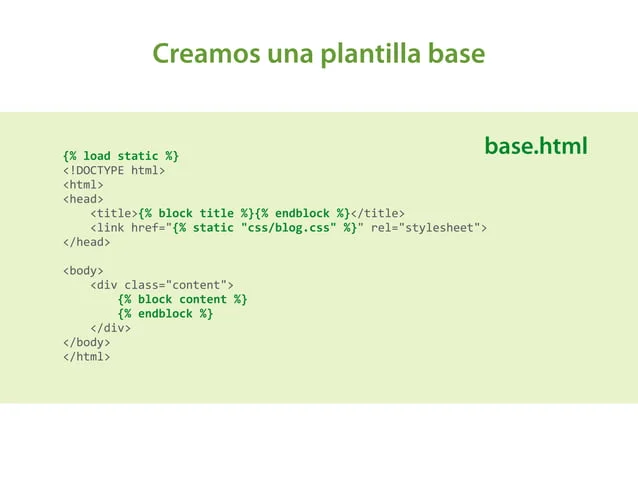 Creamos una plantilla base
base.html
{% load static %}
<!DOCTYPE html>
<html>
<head>
    <title>{% block title %}{% endblock %}</title>
    <link href="{% static "css/blog.css" %}" rel="stylesheet">
</head>

<body>
    <div class="content">
        {% block content %}
        {% endblock %}
    </div>
</body>
</html>